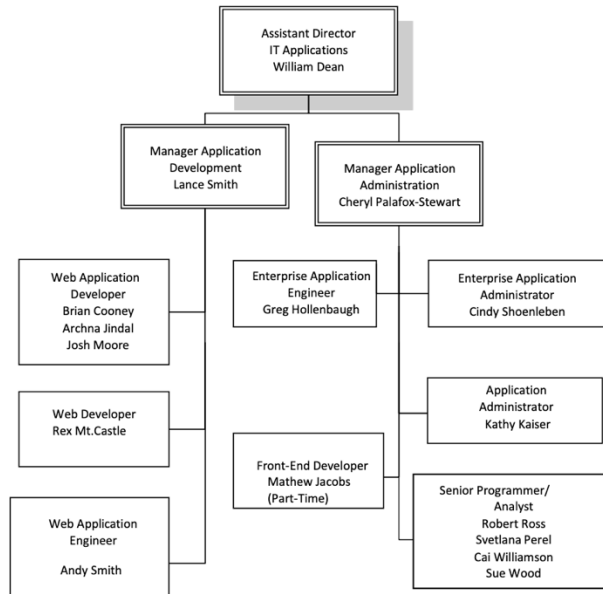 Assistant Director
IT Applications
William Dean
Manager Application
Development
Lance Smith
Manager Application
Administration
Cheryl Palafox-Stewart
Web Application
Developer
Brian Cooney
Archna Jindal
Josh Moore
Enterprise Application
Engineer
Greg Hollenbaugh
Enterprise Application
Administrator
Cindy Shoenleben
Web Developer
Rex Mt.Castle
Application
Administrator
Kathy Kaiser
Front-End Developer
Mathew Jacobs
(Part-Time)
Web Application
Engineer
Andy Smith
Senior Programmer/
Analyst
Robert Ross
Svetlana Perel
Cai Williamson
Sue Wood